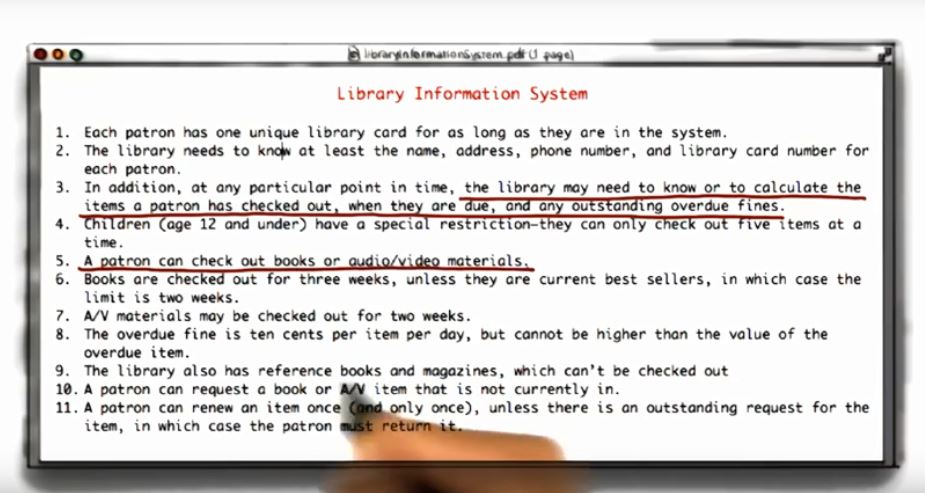 libraryInformationSystem.pdf (1 page)
Library Information System
1. Each patron has one unique library card for as long as they are in the system.
2. The library needs to know at least the name, address, phone number, and library card number for
each patron.
3. In addition, at any particular point in time, the library may need to know or to calculate the
items a patron has checked out, when they are due, and any outstanding overdue fines.
4. Children (age 12 and under) have a special restriction—they can only check out five items at a
time.
5. A patron can check out books or audio/video materials.
6. Books are checked out for three weeks, unless they are current best sellers, in which case the
limit is two weeks.
7. A/V materials may be checked out for two weeks.
8. The overdue fine is ten cents per item per day, but cannot be higher than the value of the
overdue item.
9. The library also has reference books and magazines, which can't be checked out
10. A patron can request a book or A/V item that is not currently in.
11. A patron can renew an item once (and only once), unless there is an outstanding request for the
item, in which case the patron must return it.